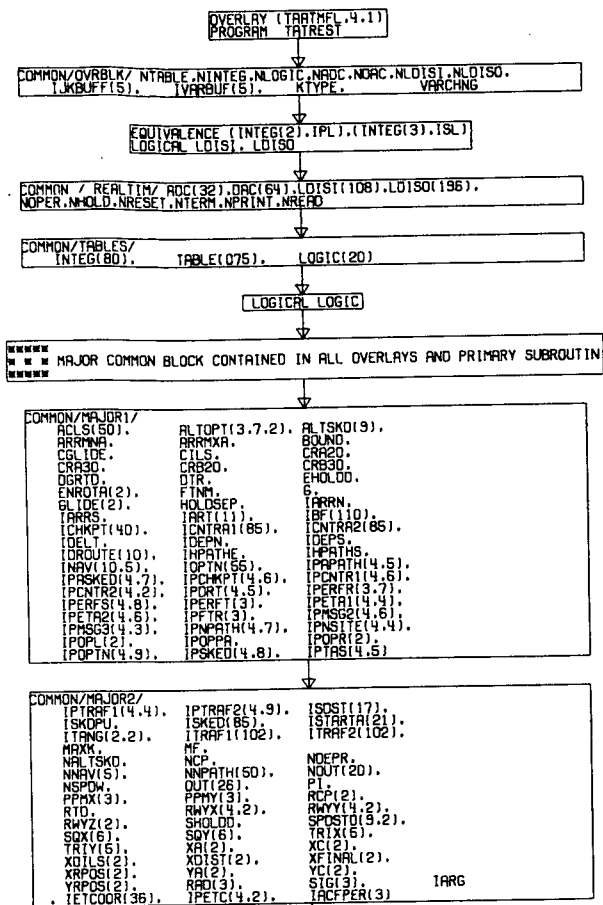 OVERLAY (TAATMFL,4,1)
PROGRAM TATREST
COMMON/OVRBLK/ NTABLE,NINTEG,NLOGIC,NADC,NDAC,NLDISI,NLDISO,
IJKBUFF(5), IVARBUF(5), KTYPE, VARCHNG
EQUIVALENCE (INTEG(2),IPL),(INTEG(3),ISL)
LOGICAL LDISI, LDISO
COMMON / REALTIM/ ADC(32),DAC(64),LDISI(108),LDISO(196),
NOPER,NHOLD,NRESET,NTERM,NPRINT,NREAD
COMMON/TABLES/
INTEG(80), TABLE(075), LOGIC(20)
LOGICAL LOGIC
*****
* * * MAJOR COMMON BLOCK CONTAINED IN ALL OVERLAYS AND PRIMARY SUBROUTIN
*****
COMMON/MAJOR1/
ACLS(50), ALTOPT(3,7,2), ALTSKD(9),
ARRMNA, ARRMXA, BOUND,
CGLIDE, CILS, CRA2D,
CRA3D, CRB2D, CRB3D,
DGRTD, DTR, EHOLDD,
ENROTA(2), FTNM, G,
GLIDE(2), HOLDSEP, IARRN,
IARRS, IART(11), IBF(110),
ICHKPT(40), ICNTRA1(85), ICNTRA2(85),
IDELT, IDEPN, IDEPS,
IDROUTE(10), IHPATHE, IHPATHS,
INAV(10,5), IOPTN(55), IPAPATH(4,5),
IPASKED(4,7), IPCHKPT(4,6), IPCNTR1(4,6),
IPCNTR2(4,2), IPDRT(4,5), IPERFR(3,7),
IPERFS(4,8), IPERFT(3), IPETA1(4,4),
IPETA2(4,6), IPFTR(3), IPMSG2(4,6),
IPMSG3(4,3), IPNPATH(4,7), IPNSITE(4,4),
IPOPL(2), IPOPPA, IPOPR(2),
IPOPTN(4,9), IPSKED(4,8), IPTAS(4,5)
COMMON/MAJOR2/
IPTRAF1(4,4), IPTRAF2(4,9), ISDST(17),
ISKDPU, ISKED(85), ISTARTA(21),
ITANG(2,2), ITRAF1(102), ITRAF2(102),
MAXK, MF,
NALTSKD, NCP, NDEPR,
NNAV(5), NNPATH(50), NOUT(20),
NSPDW, OUT(26), PI,
PPMX(3), PPMY(3), RCP(2),
RTD, RWYX(4,2), RWYY(4,2),
RWYZ(2), SHOLDD, SPDSTD(9,2),
SQX(6), SQY(6), TRIX(5),
TRIY(5), XA(2), XC(2),
XDILS(2), XDIST(2), XFINAL(2),
XRPOS(2), YA(2), YC(2),
YRPOS(2), RAD(3), SIG(3), IARG
, IETCOOR(36), IPETC(4,2), IACFPER(3)